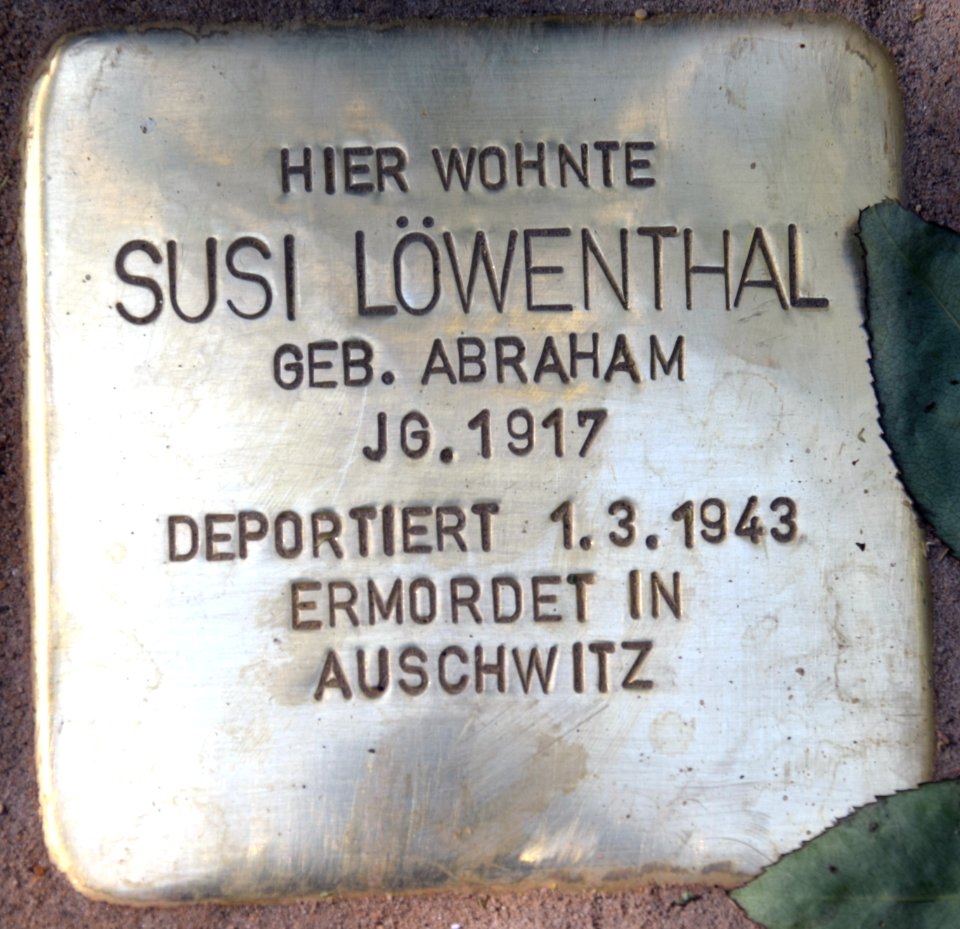 HIER WOHNTE
SUSI LÖWENTHAL
GEB. ABRAHAM
JG. 1917
DEPORTIERT 1.3.1943
ERMORDET IN
AUSCHWITZ